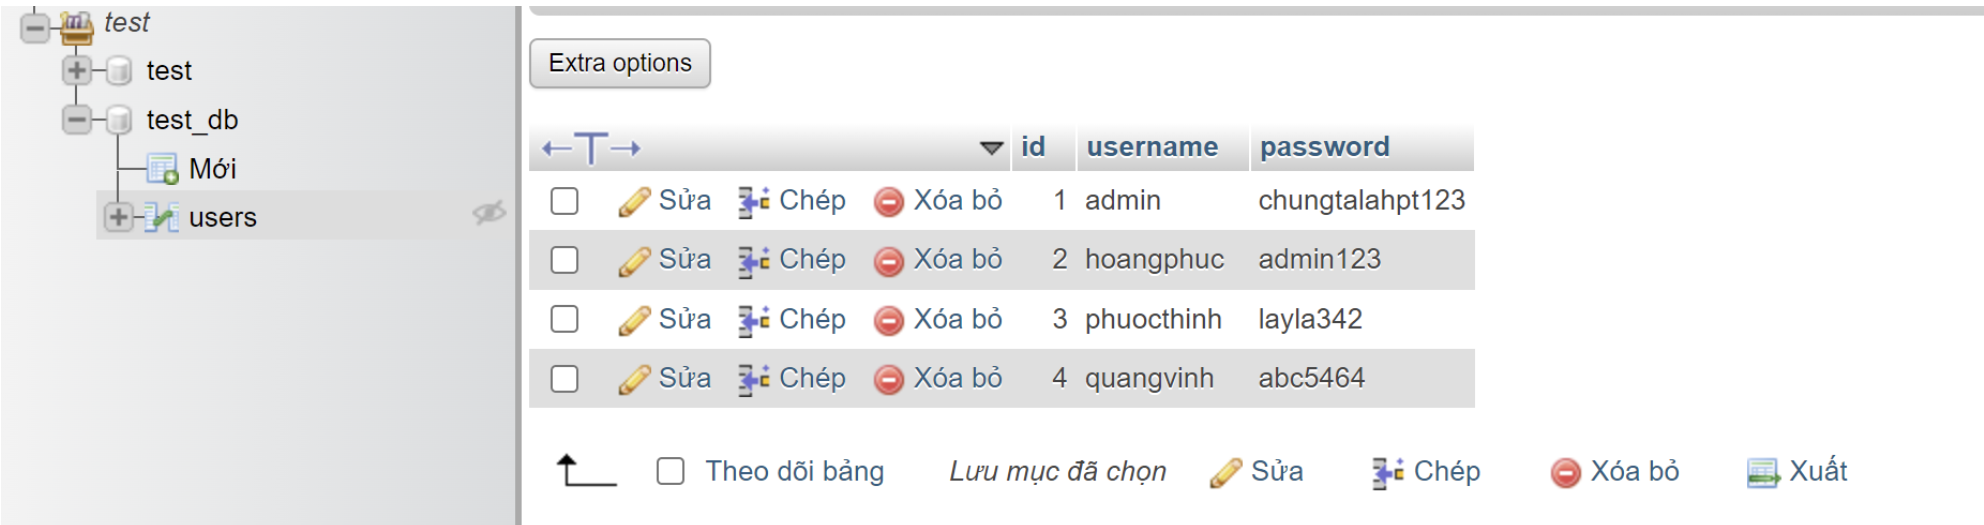 test
test
test_db
Mới
users
Extra options
id username password
Sửa Chép Xóa bỏ 1 admin chungtalahpt123
Sửa Chép Xóa bỏ 2 hoangphuc admin123
Sửa Chép Xóa bỏ 3 phuocthinh layla342
Sửa Chép Xóa bỏ 4 quangvinh abc5464
Theo dõi bảng Lưu mục đã chọn Sửa Chép Xóa bỏ Xuất